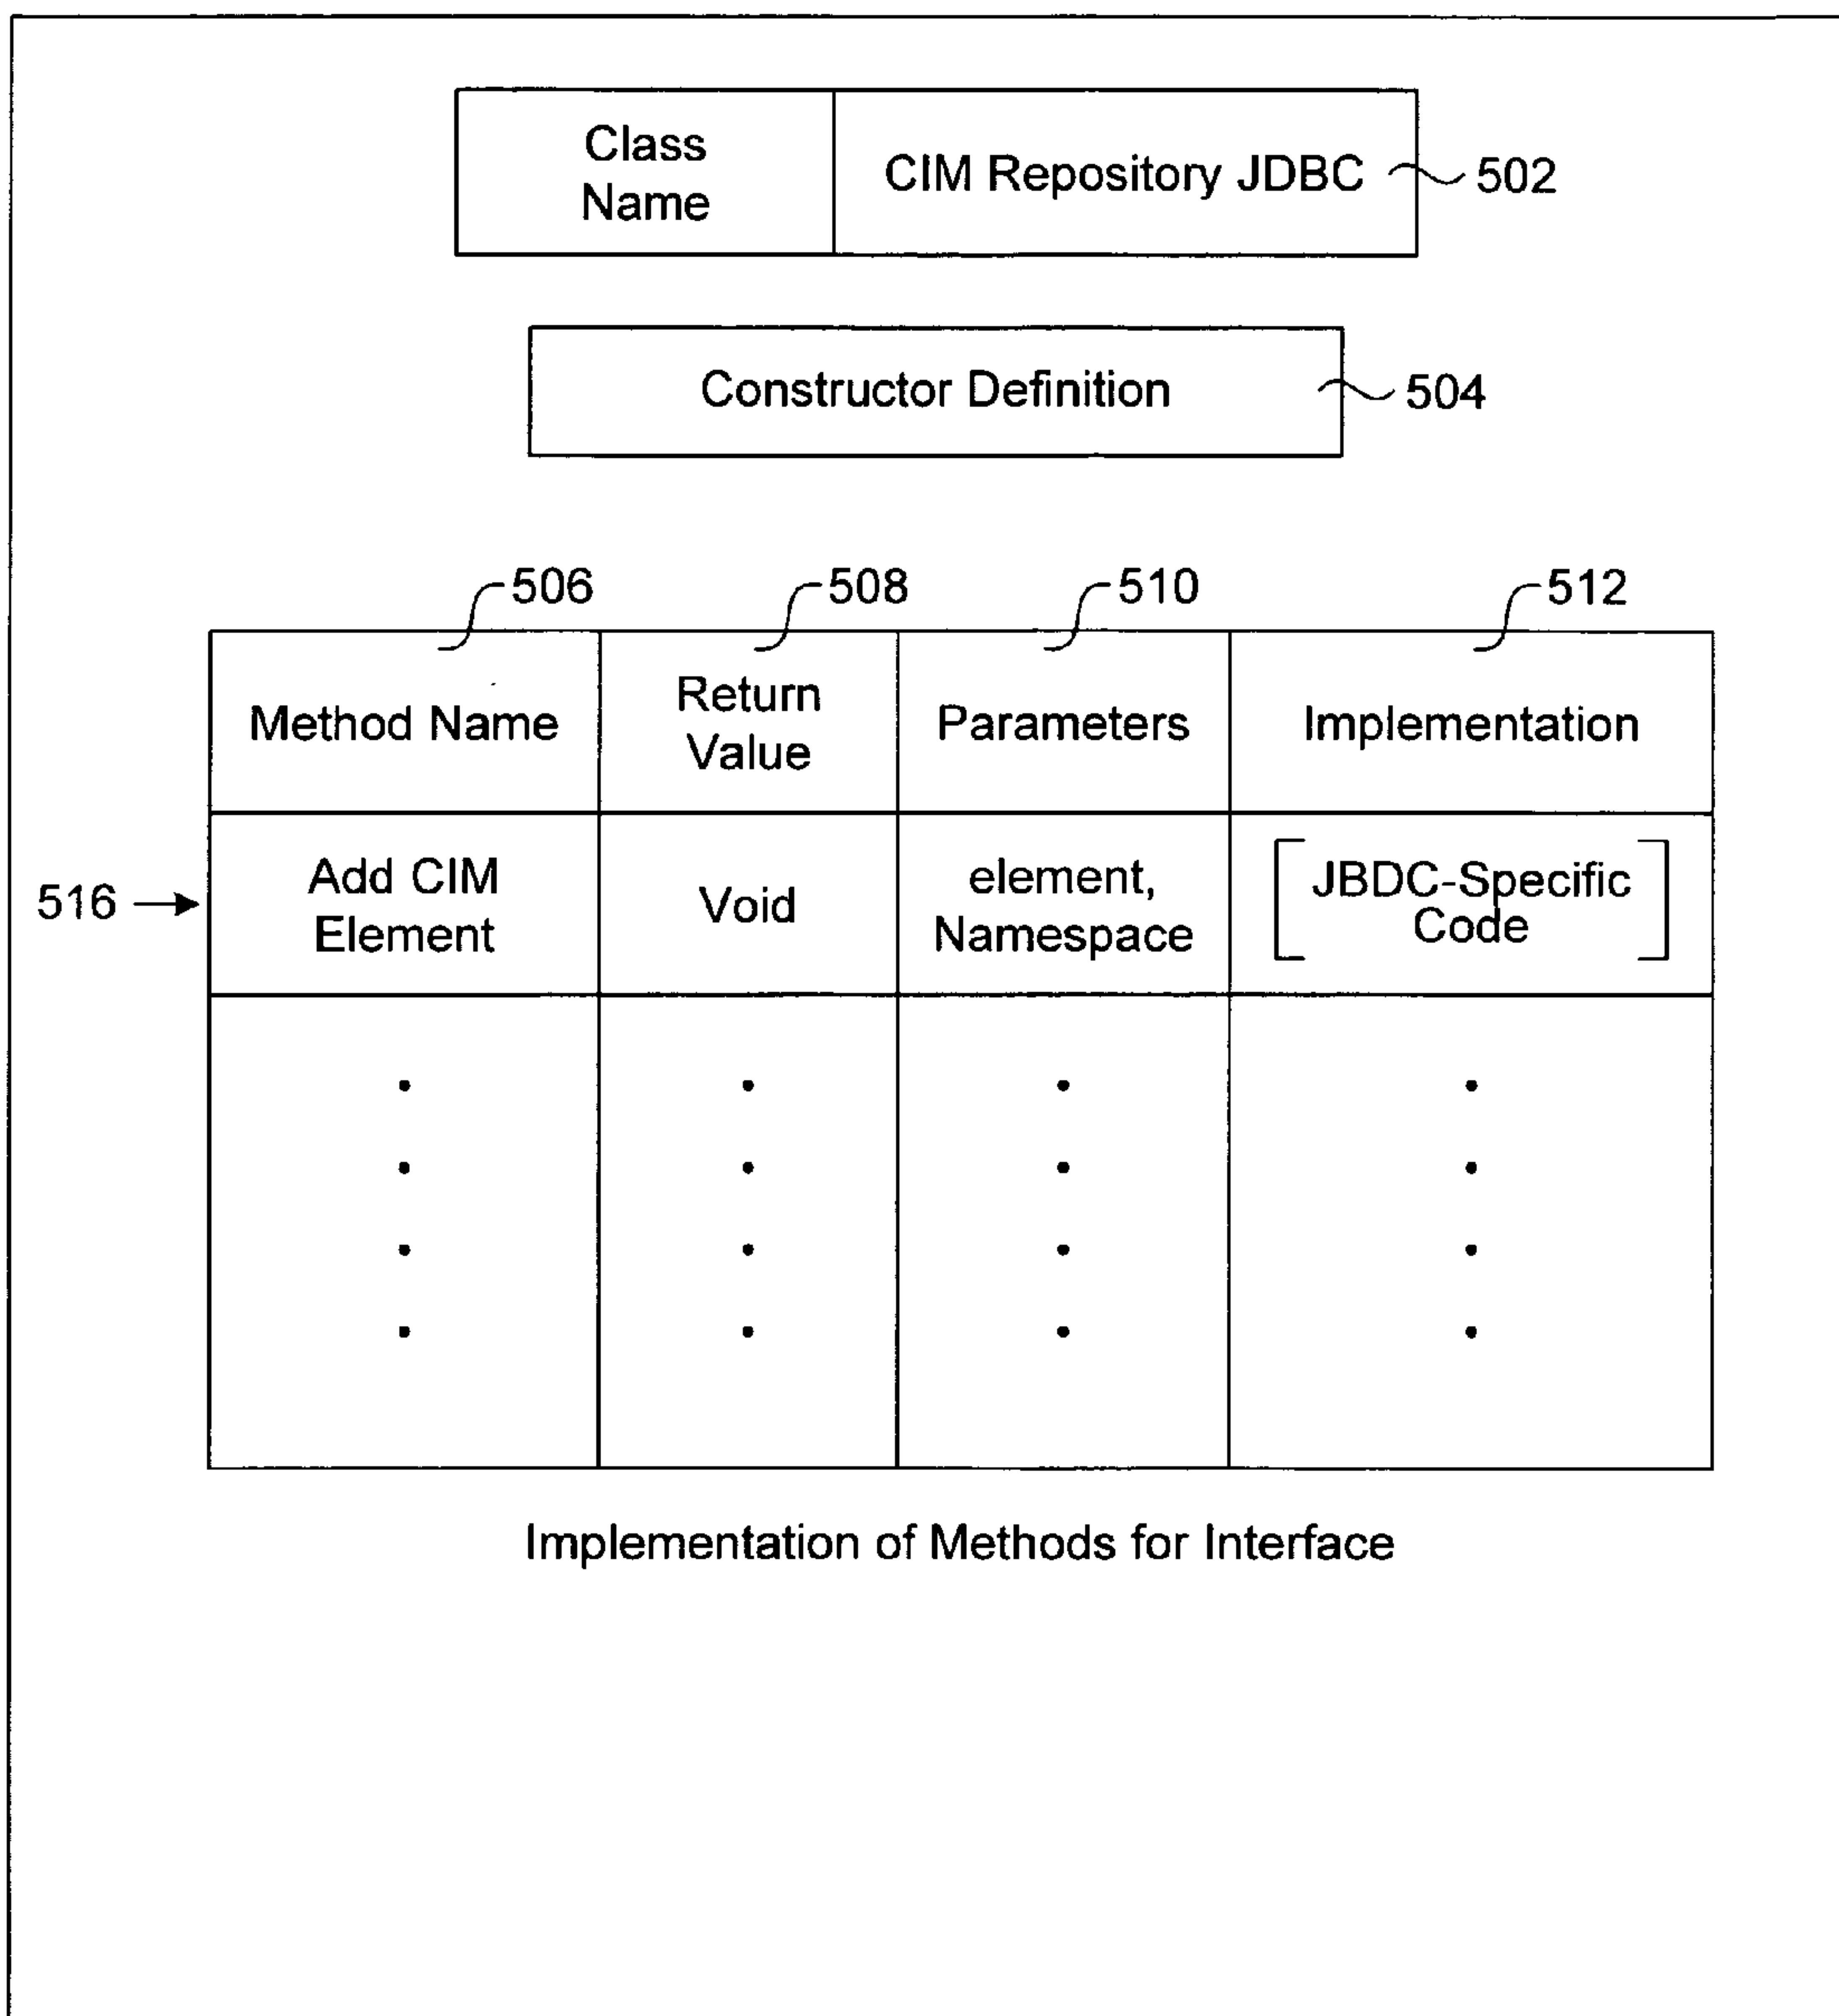 Class
Name
CIM Repository JDBC
502
Constructor Definition
504
506
508
510
512
Method Name
Return
Value
Parameters
Implementation
516
Add CIM
Element
Void
element,
Namespace
JBDC-Specific
Code
Implementation of Methods for Interface